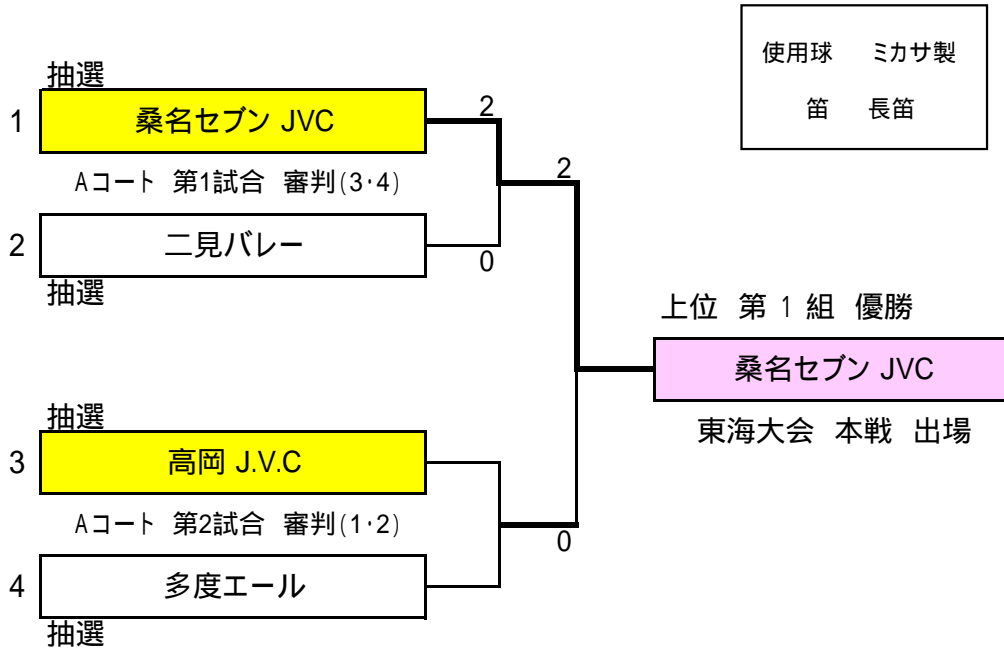 使用球 ミカサ製
笛 長笛
抽選
1 桑名セブン JVC 2
Aコート 第1試合 審判(3・4)
2
2 二見バレー 0
抽選
上位 第 1 組 優勝
桑名セブン JVC
東海大会 本戦 出場
抽選
3 高岡 J.V.C
Aコート 第2試合 審判(1・2)
0
4 多度エール
抽選